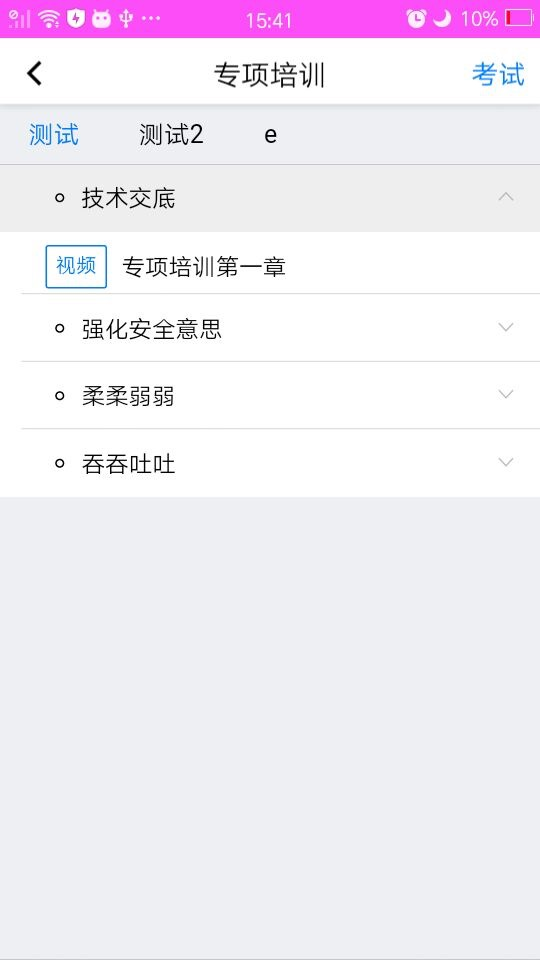 15:41 10%
专项培训 考试
测试 测试2 e
技术交底
视频 专项培训第一章
强化安全意思
柔柔弱弱
吞吞吐吐